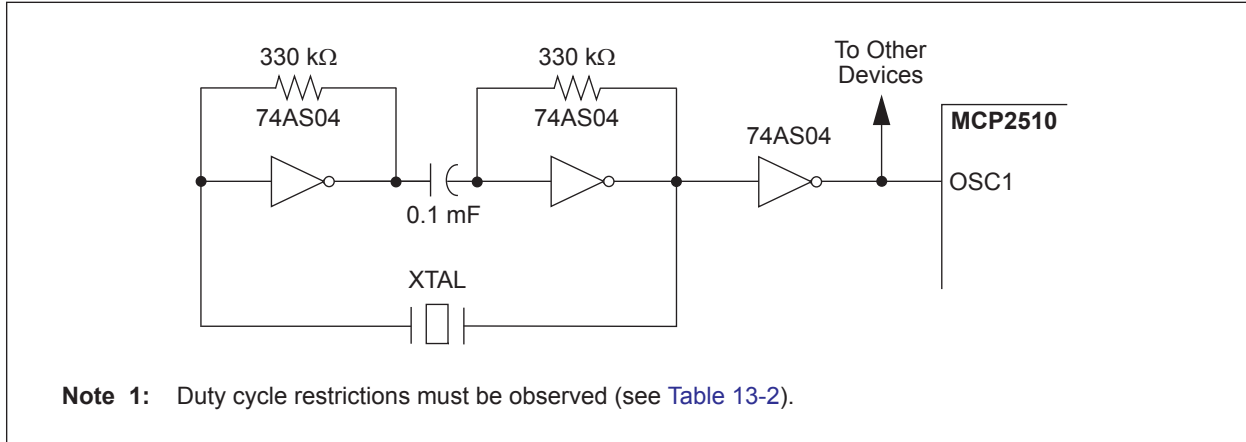 330 kΩ
74AS04
330 kΩ
74AS04
To Other
Devices
74AS04
MCP2510
OSC1
0.1 mF
XTAL
Note 1: Duty cycle restrictions must be observed (see Table 13-2).